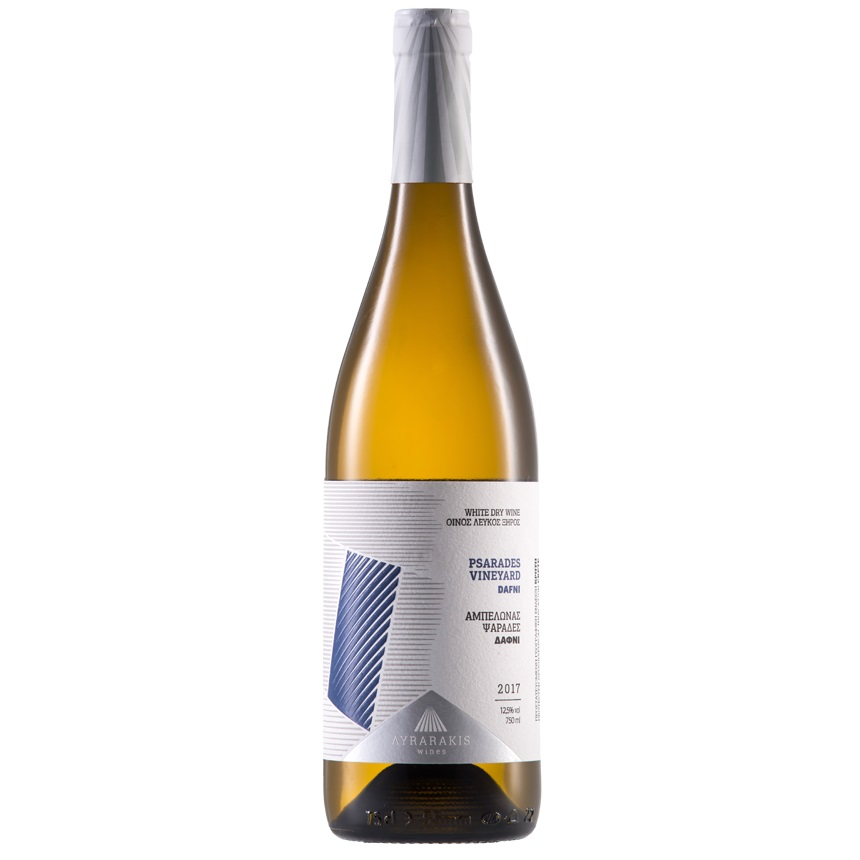 WHITE DRY WINE
ΟΙΝΟΣ ΛΕΥΚΟΣ ΞΗΡΟΣ
PSARADES
VINEYARD
DAFNI
ΑΜΠΕΛΩΝΑΣ
ΨΑΡΑΔΕΣ
ΔΑΦΝΙ
2017
12,5% vol
750 ml
ΛYRARAKIS
wines